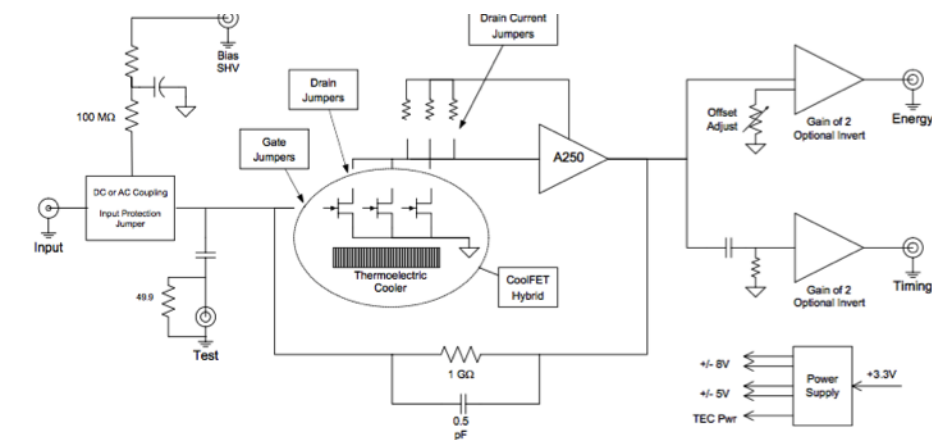 Drain Current
Jumpers
Bias
SHV
Drain
Jumpers
100 MΩ
Gate
Jumpers
A250
Offset
Adjust
Gain of 2
Optional Invert
Energy
DC or AC Coupling
Input Protection
Jumper
Input
Thermoelectric
Cooler
CoolFET
Hybrid
49.9
Test
Gain of 2
Optional Invert
Timing
1 GΩ
0.5
pF
+/- 8V
+/- 5V
TEC Pwr
Power
Supply
+3.3V